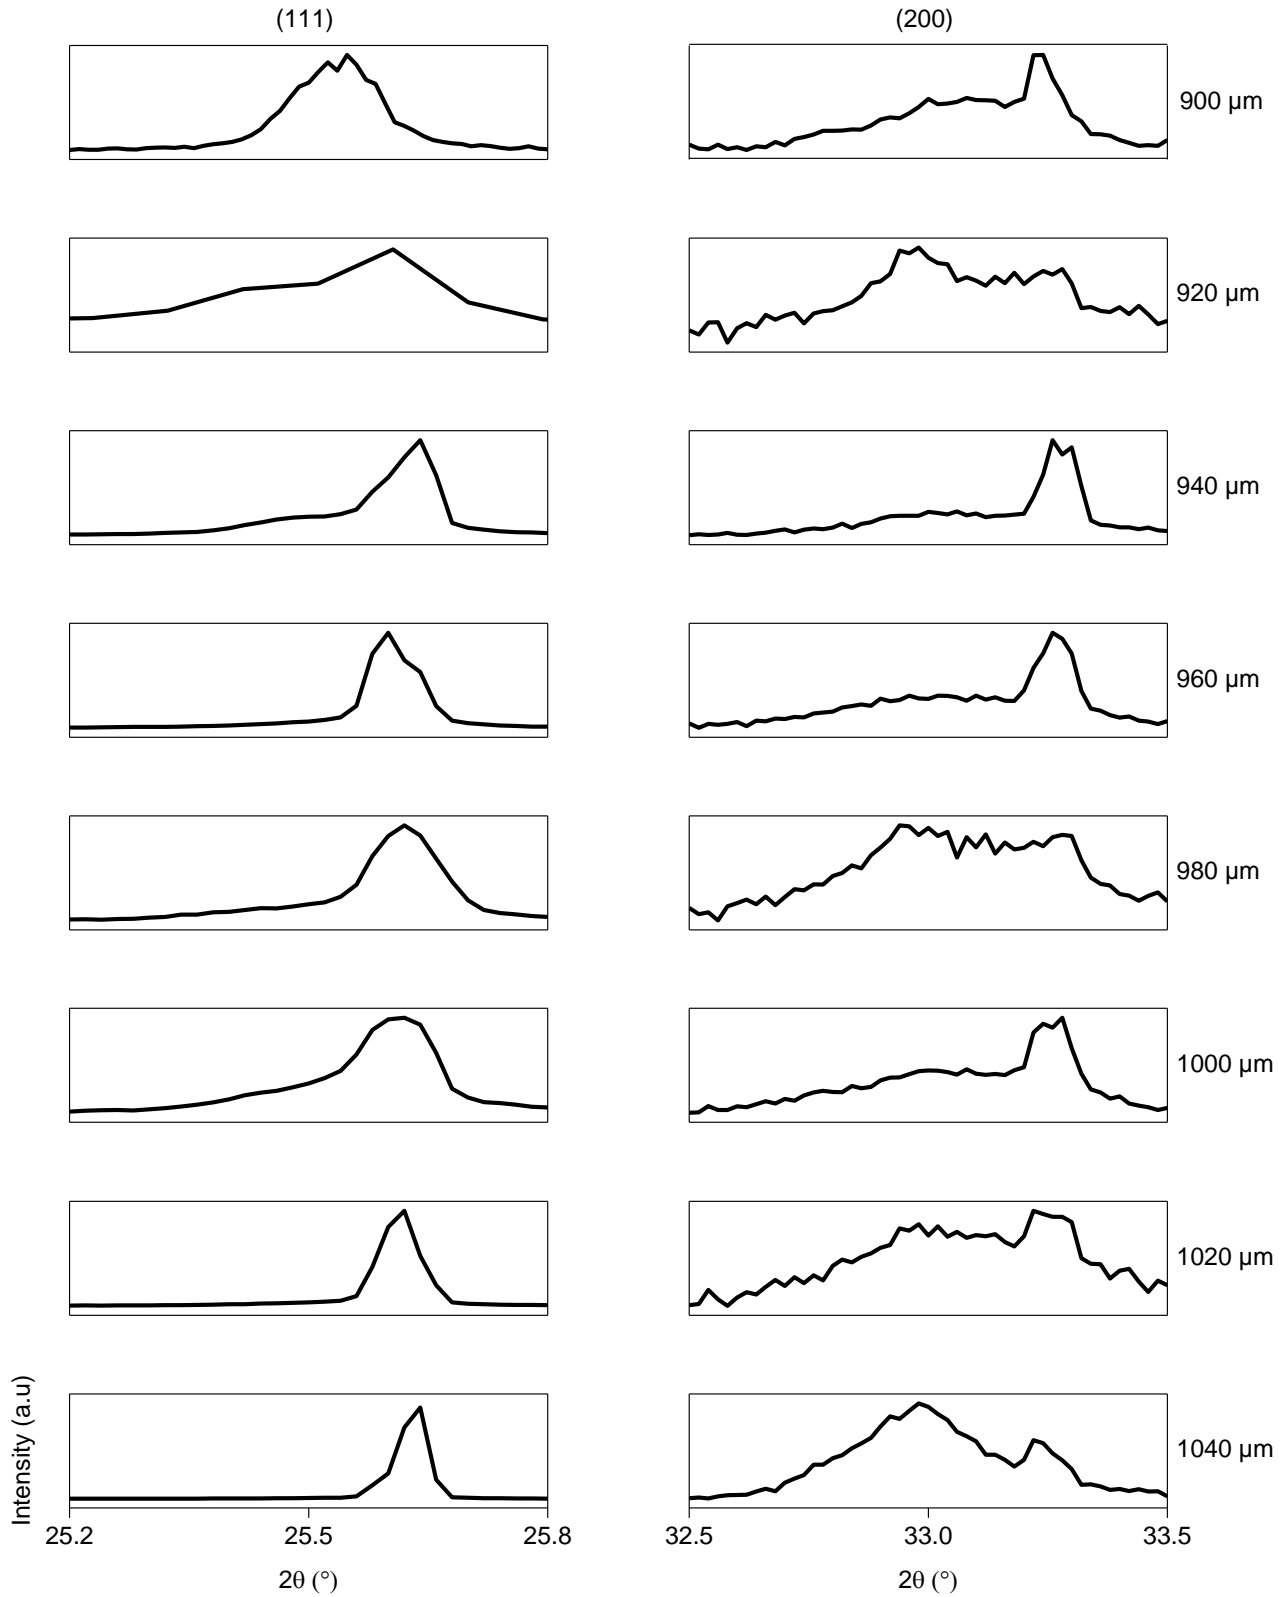 (111)
(200)
900 µm
920 µm
940 µm
960 µm
980 µm
1000 µm
1020 µm
1040 µm
Intensity (a.u)
25.2
25.5
25.8
32.5
33.0
33.5
2θ (°)
2θ (°)